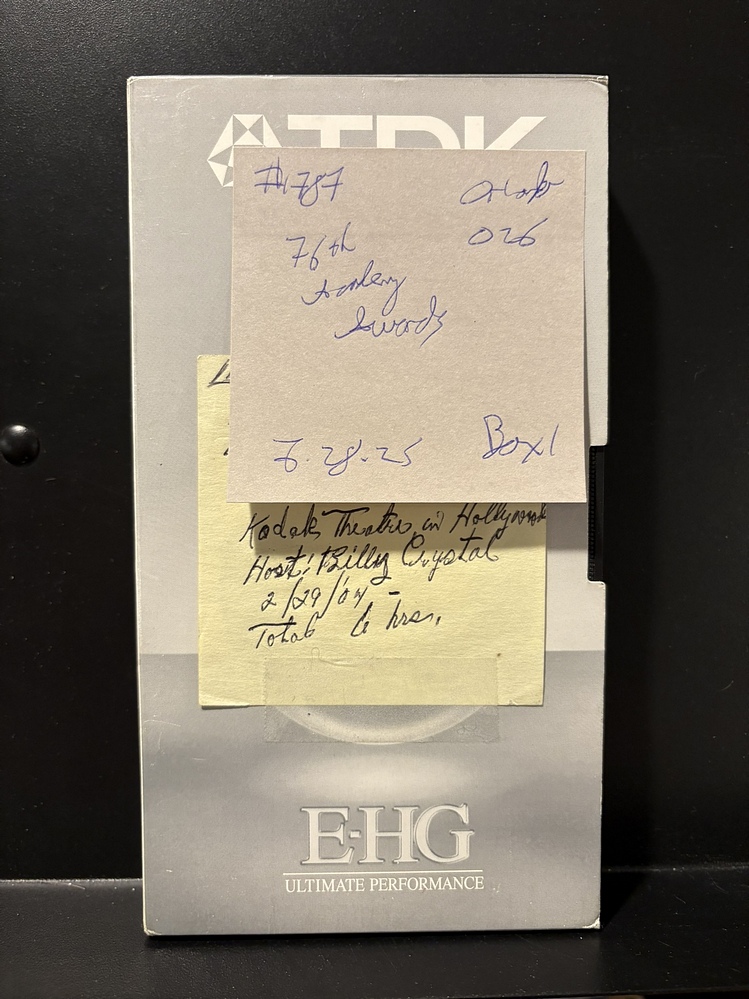 TDK
#1787
76th
Academy
Awards
026
7.28.25
Box 1
Kodak Theatre, in Hollywood
Host: Billy Crystal
2/29/04 -
Total 6 hrs.
E-HG
ULTIMATE PERFORMANCE